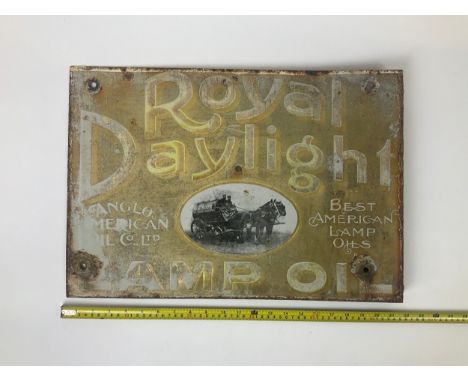 Royal
Daylight
ANGLO
AMERICAN
OIL CO. LTD
BEST
AMERICAN
LAMP
OILS
LAMP OIL